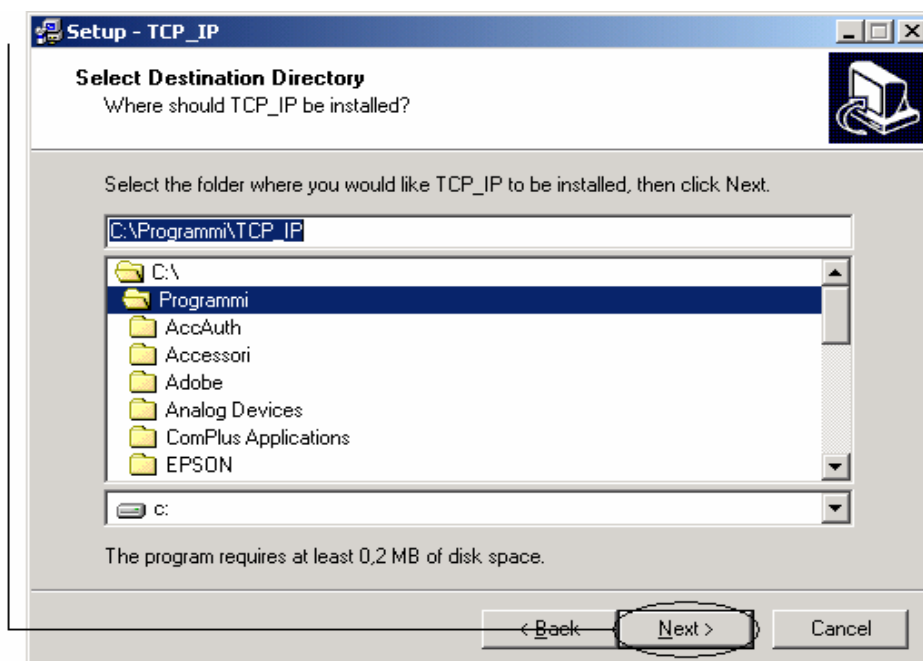 Setup - TCP_IP
Select Destination Directory
Where should TCP_IP be installed?
Select the folder where you would like TCP_IP to be installed, then click Next.
C:\Programmi\TCP_IP
C:\
Programmi
AccAuth
Accessori
Adobe
Analog Devices
ComPlus Applications
EPSON
c:
The program requires at least 0,2 MB of disk space.
< Back Next > Cancel